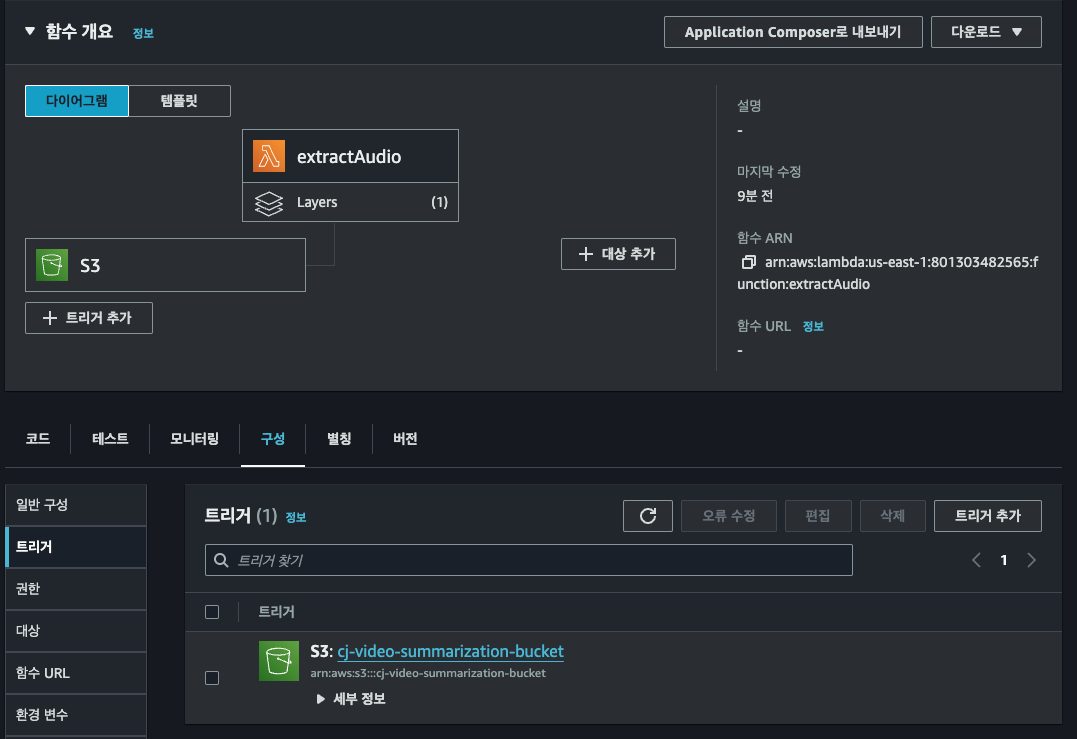 함수 개요 정보
Application Composer로 내보내기
다운로드
다이어그램
템플릿
extractAudio
Layers (1)
S3
트리거 추가
대상 추가
설명
-
마지막 수정
9분 전
함수 ARN
arn:aws:lambda:us-east-1:801303482565:f
unction:extractAudio
함수 URL 정보
-
코드
테스트
모니터링
구성
별칭
버전
일반 구성
트리거
권한
대상
함수 URL
환경 변수
트리거 (1) 정보
오류 수정
편집
삭제
트리거 추가
트리거 찾기
1
트리거
S3: cj-video-summarization-bucket
arn:aws:s3:::cj-video-summarization-bucket
세부 정보